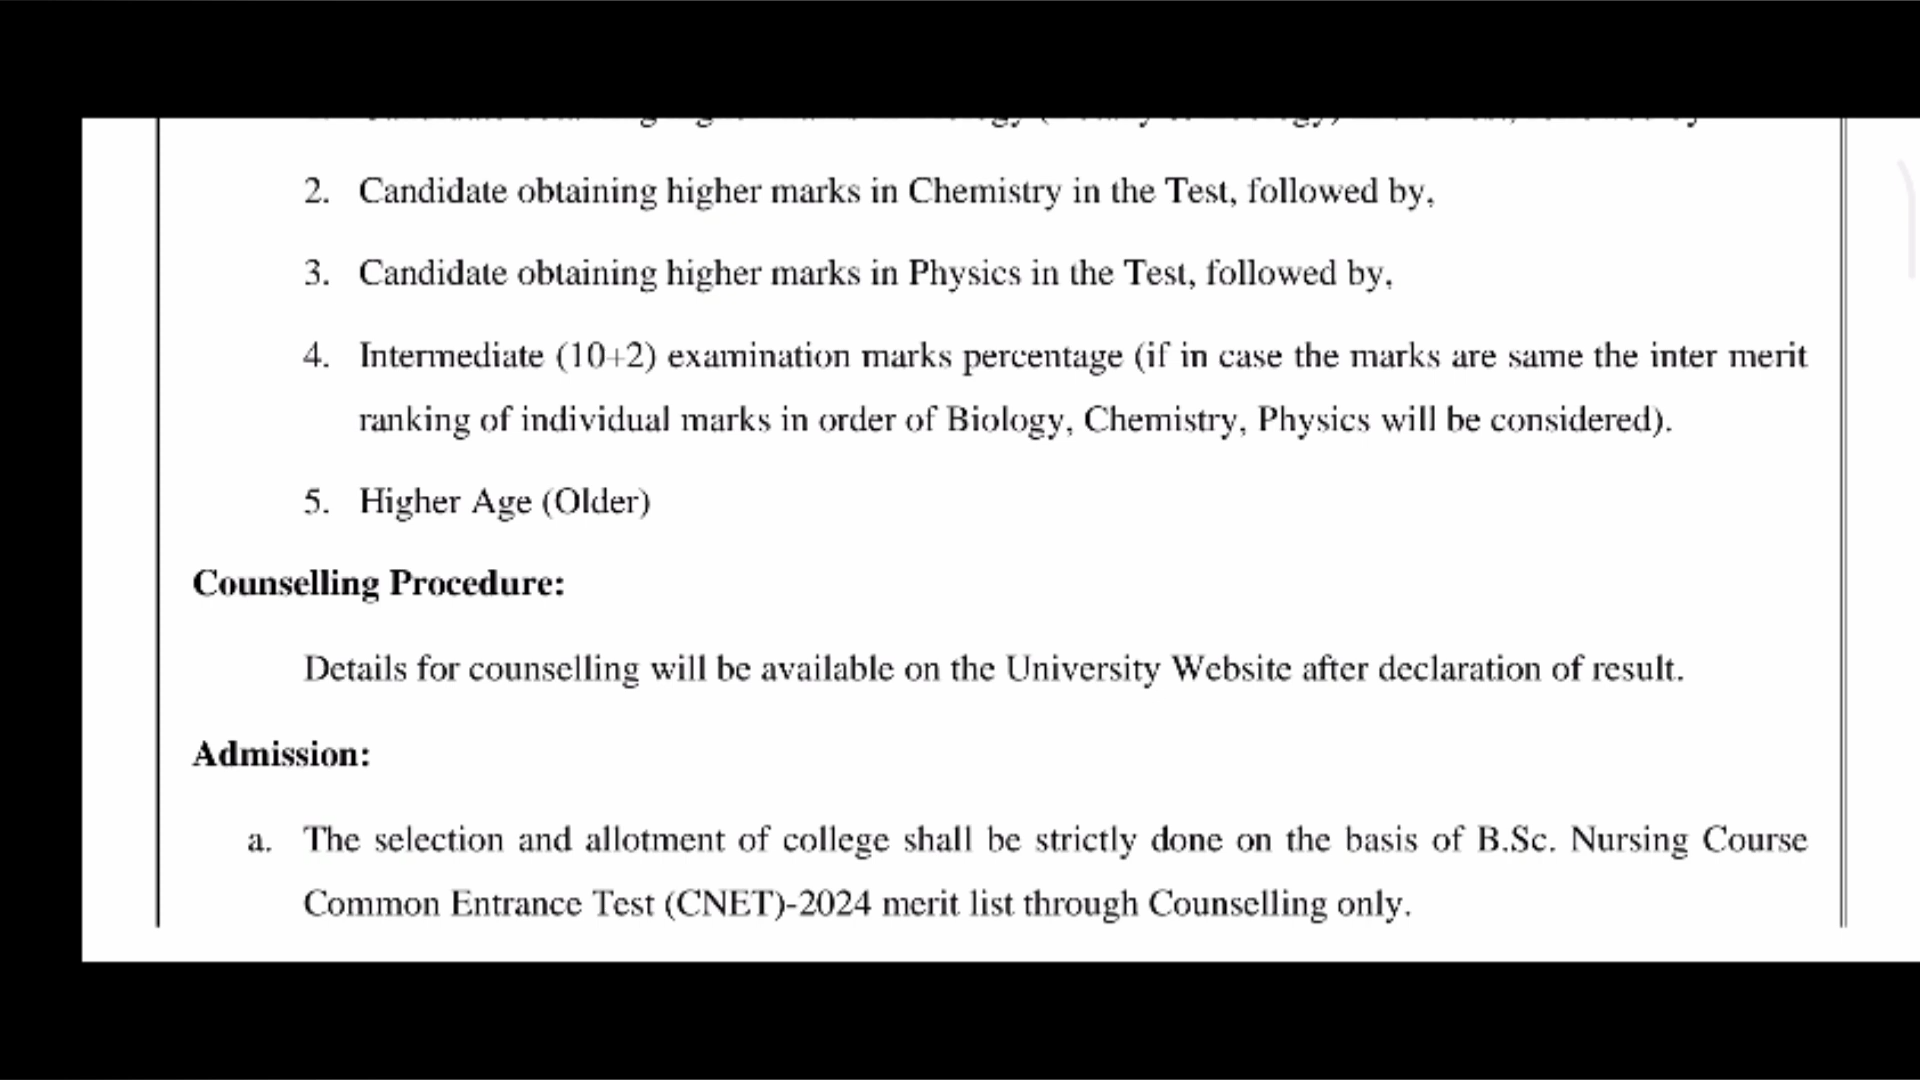 2. Candidate obtaining higher marks in Chemistry in the Test, followed by,
3. Candidate obtaining higher marks in Physics in the Test, followed by,
4. Intermediate (10+2) examination marks percentage (if in case the marks are same the inter merit
ranking of individual marks in order of Biology, Chemistry, Physics will be considered).
5. Higher Age (Older)
Counselling Procedure:
Details for counselling will be available on the University Website after declaration of result.
Admission:
a. The selection and allotment of college shall be strictly done on the basis of B.Sc. Nursing Course
Common Entrance Test (CNET)-2024 merit list through Counselling only.